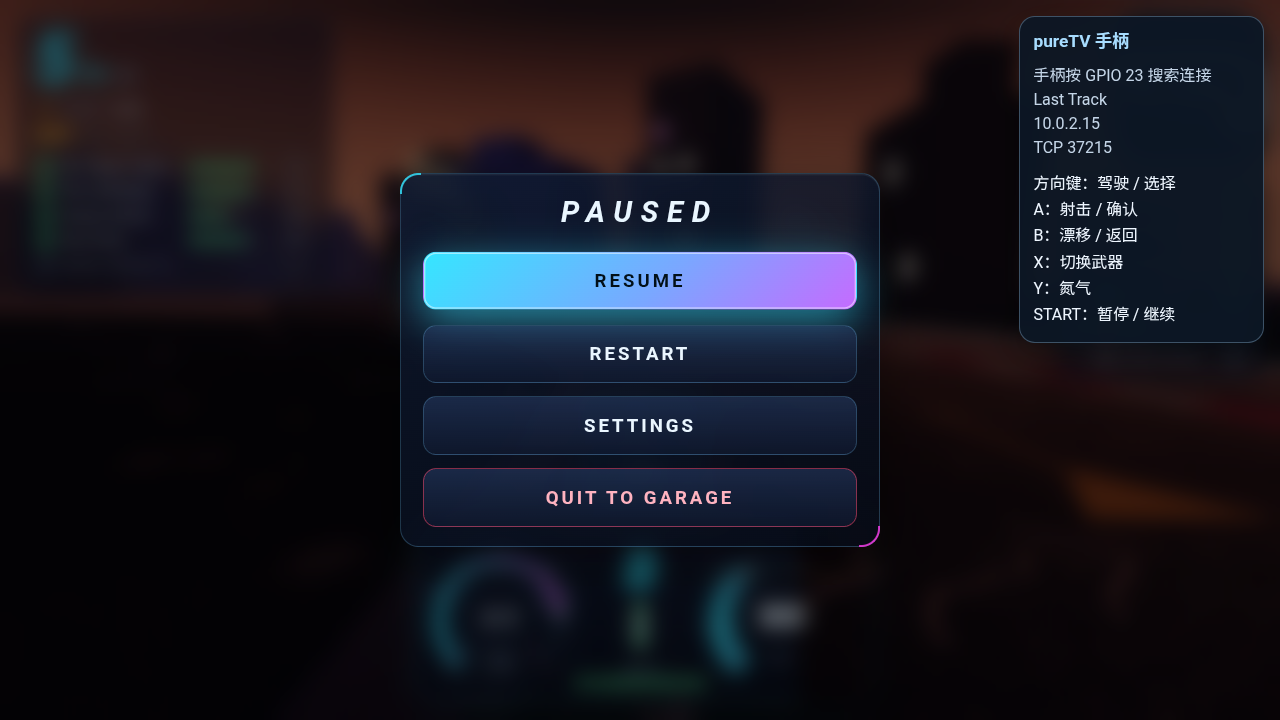 PAUSED
RESUME
RESTART
SETTINGS
QUIT TO GARAGE
pureTV 手柄
手柄按 GPIO 23 搜索连接
Last Track
10.0.2.15
TCP 37215
方向键：驾驶 / 选择
A：射击 / 确认
B：漂移 / 返回
X：切换武器
Y：氮气
START：暂停 / 继续